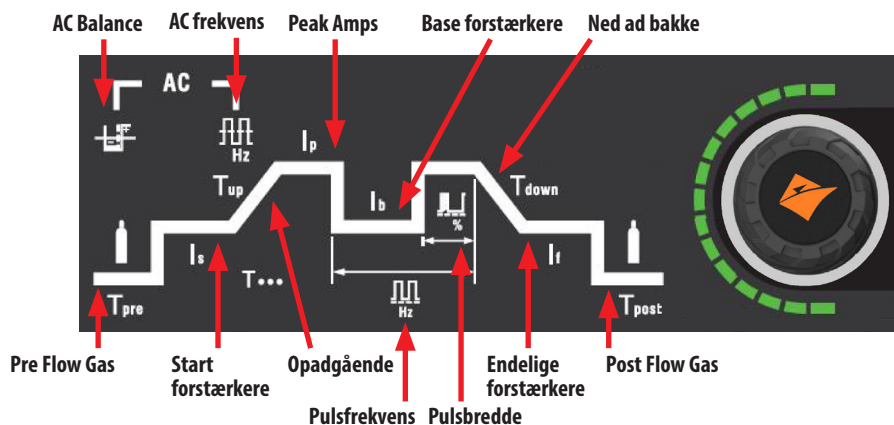 AC Balance
AC frekvens
Peak Amps
Base forstærkere
Ned ad bakke
AC
Hz
Ip
Tup
Ib
Tdown
%
Is
If
T•••
Hz
Tpre
Tpost
Pre Flow Gas
Start
forstærkere
Opadgående
Endelige
forstærkere
Post Flow Gas
Pulsfrekvens
Pulsbredde